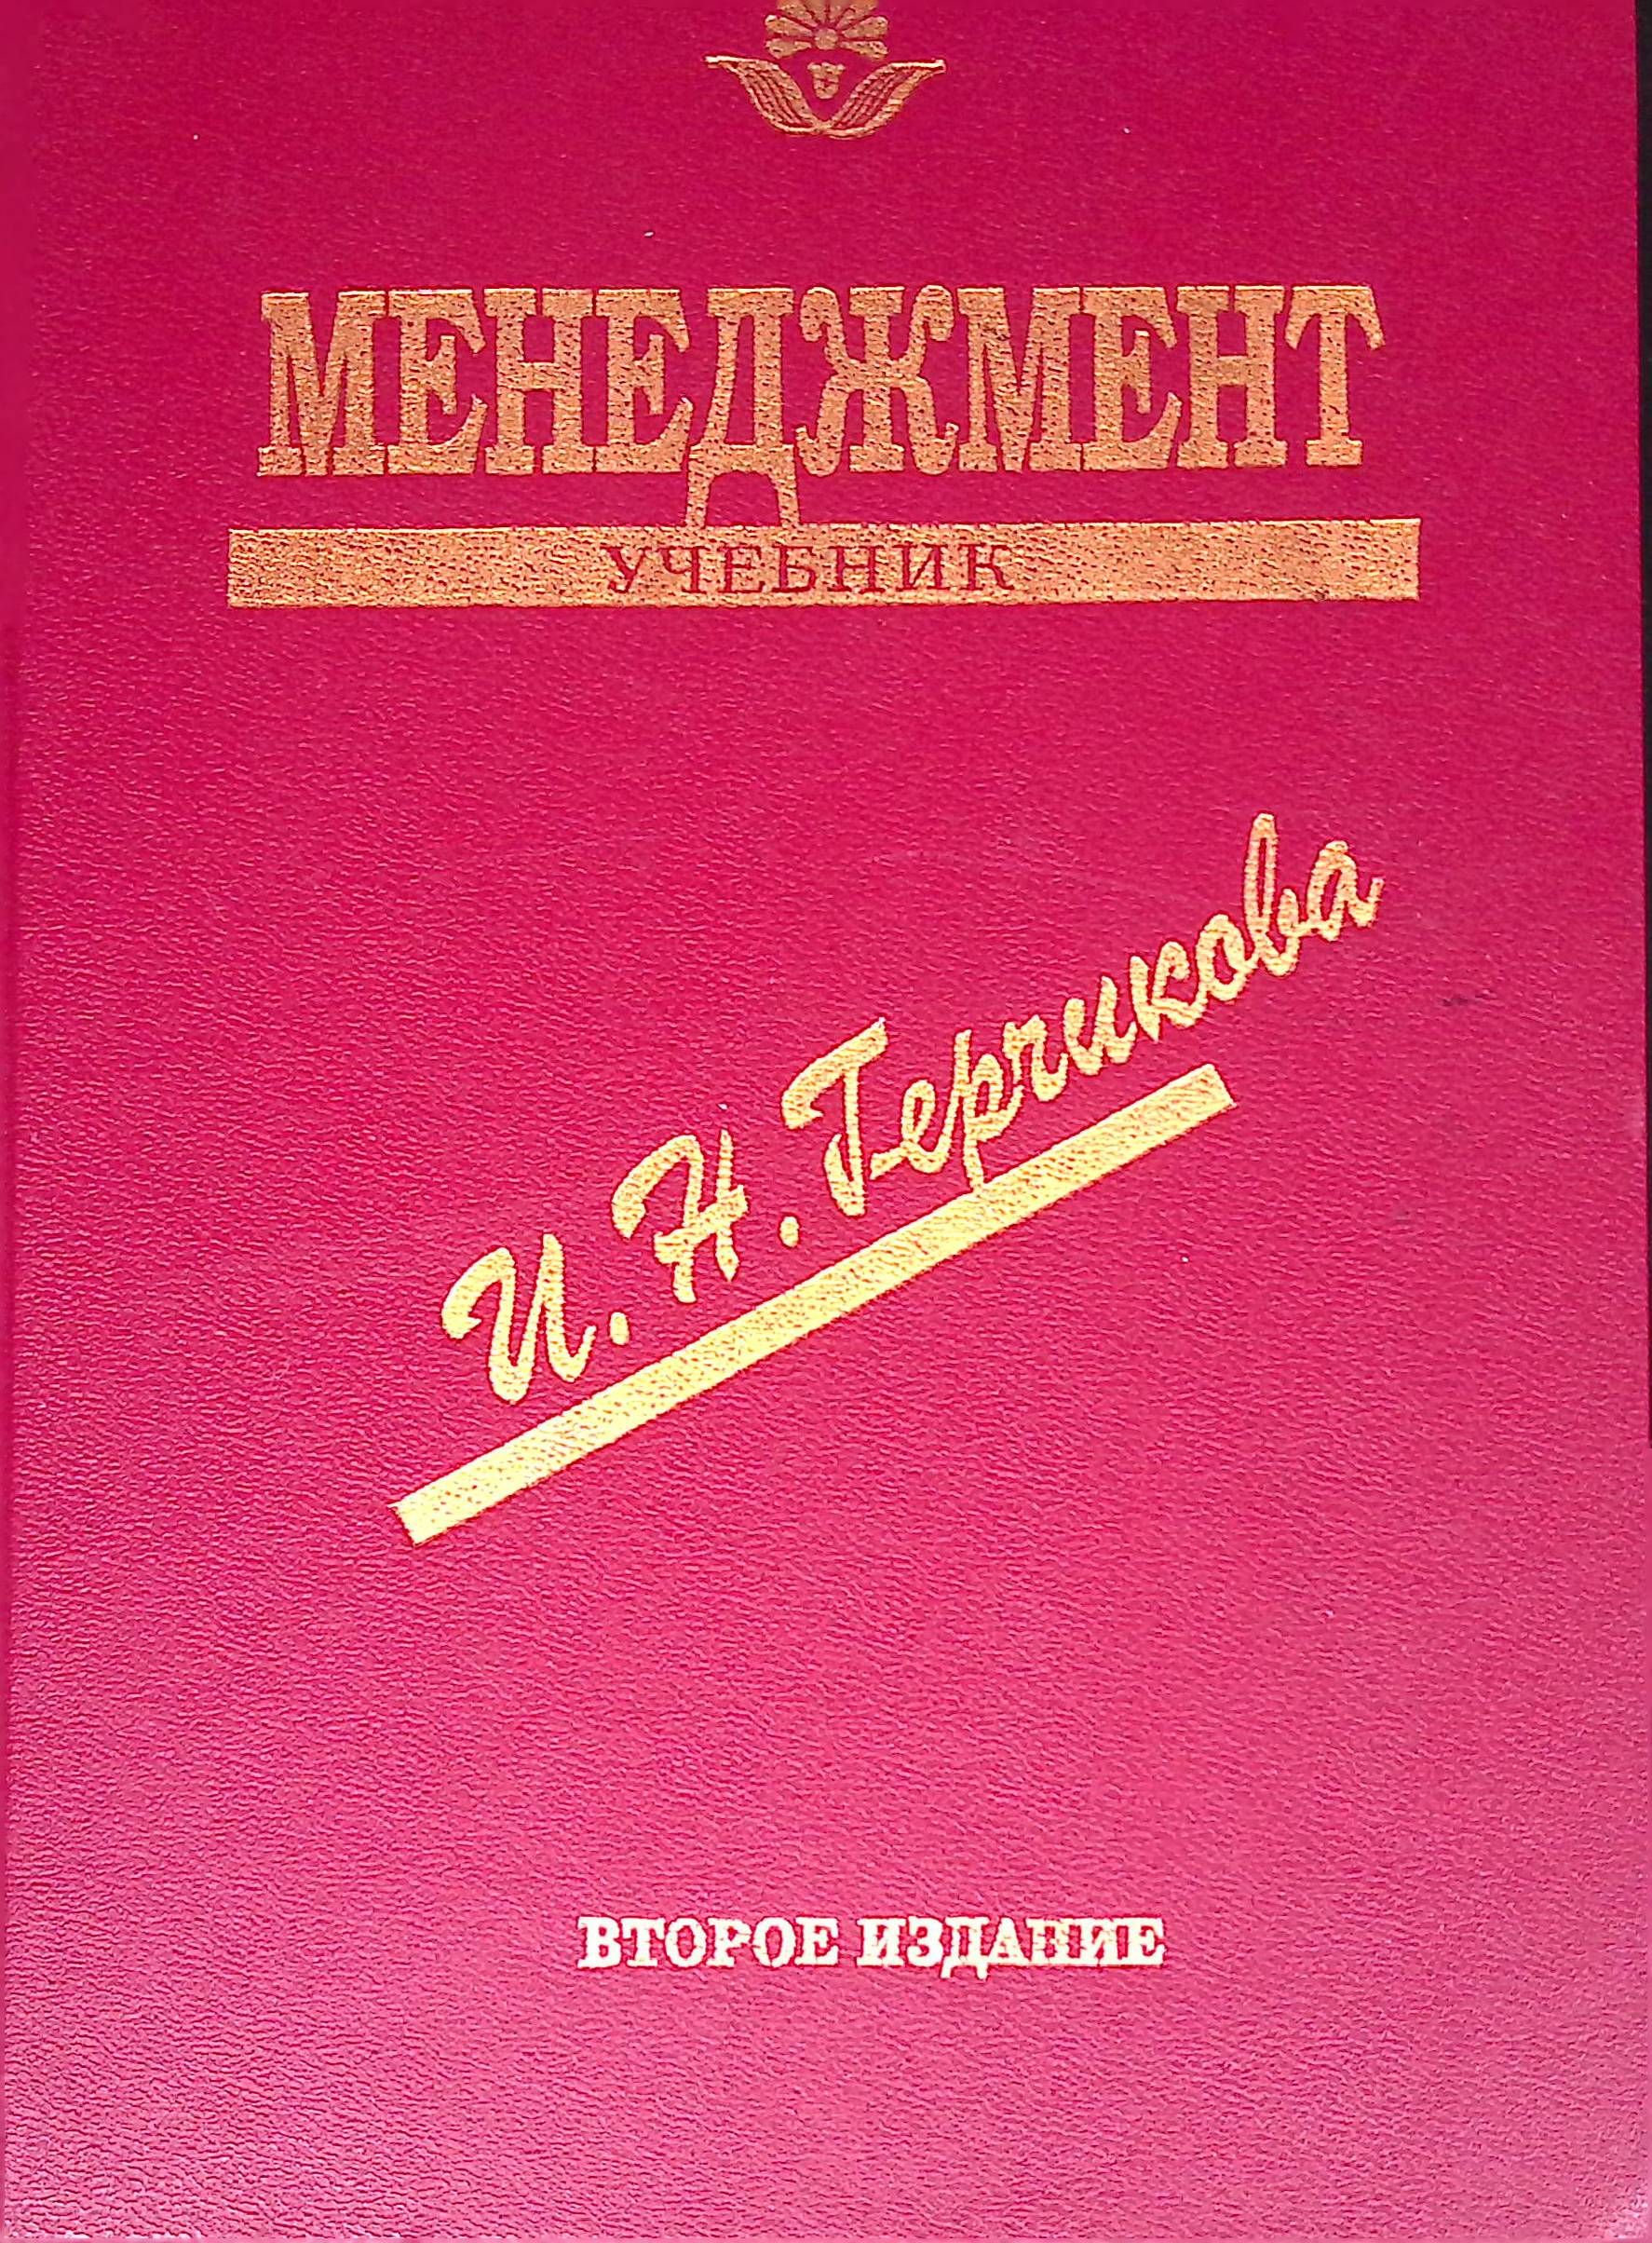 МЕНЕДЖМЕНТ
УЧЕБНИК
И. Н. Герчикова
ВТОРОЕ ИЗДАНИЕ